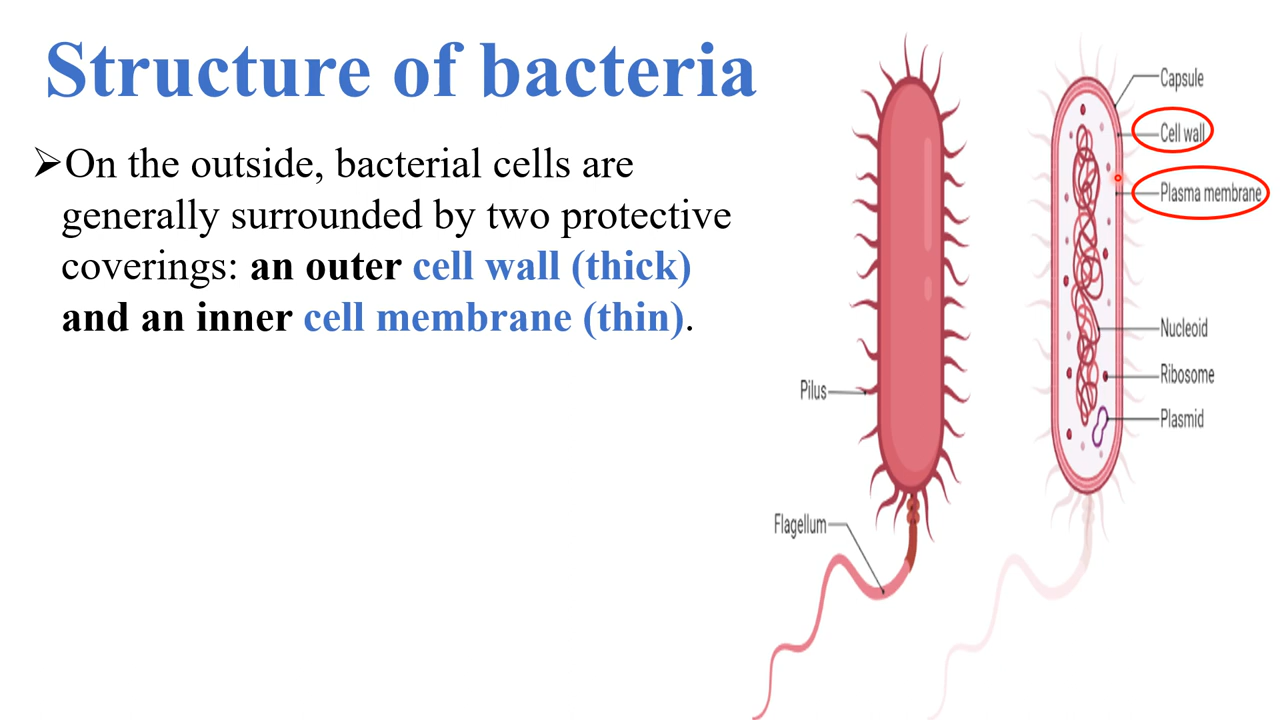 Structure of bacteria
➢On the outside, bacterial cells are
generally surrounded by two protective
coverings: an outer cell wall (thick)
and an inner cell membrane (thin).
Capsule
Cell wall
Plasma membrane
Nucleoid
Ribosome
Plasmid
Pilus
Flagellum